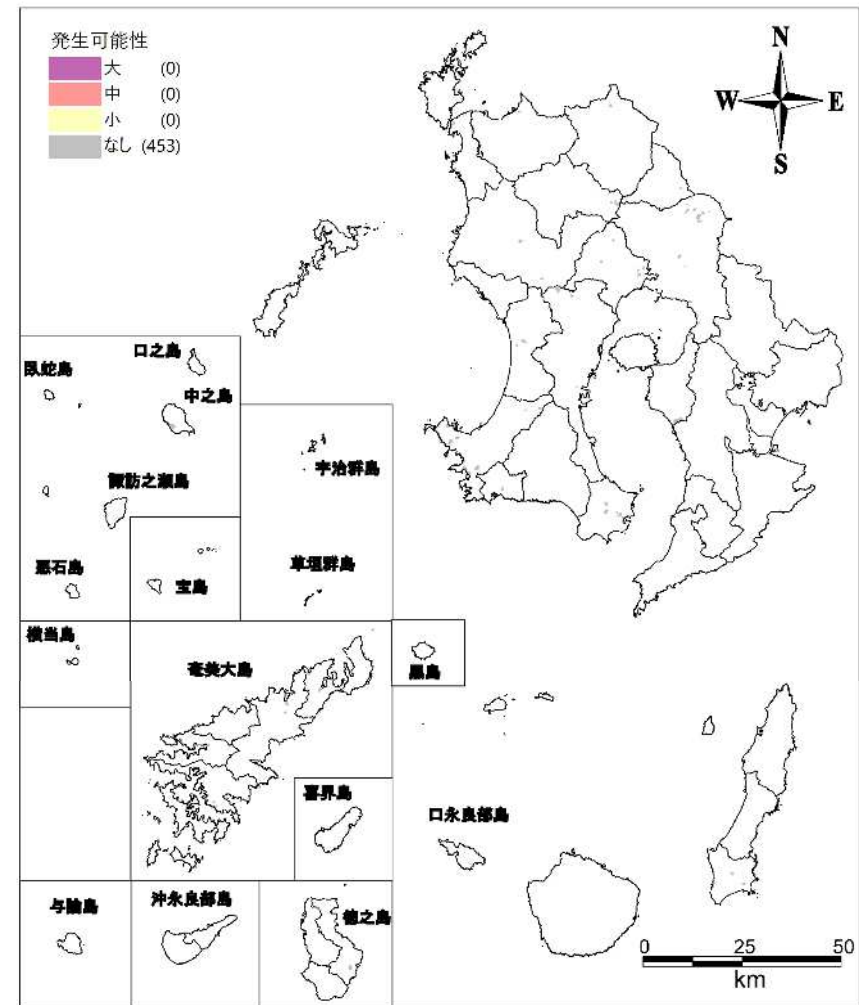 発生可能性
大 (0)
中 (0)
小 (0)
なし (453)
N
W E
S
口之島
臥蛇島
中之島
宇治群島
諏訪之瀬島
草垣群島
悪石島
宝島
横当島
奄美大島
黒島
喜界島
口永良部島
与論島
沖永良部島
徳之島
0 25 50
km